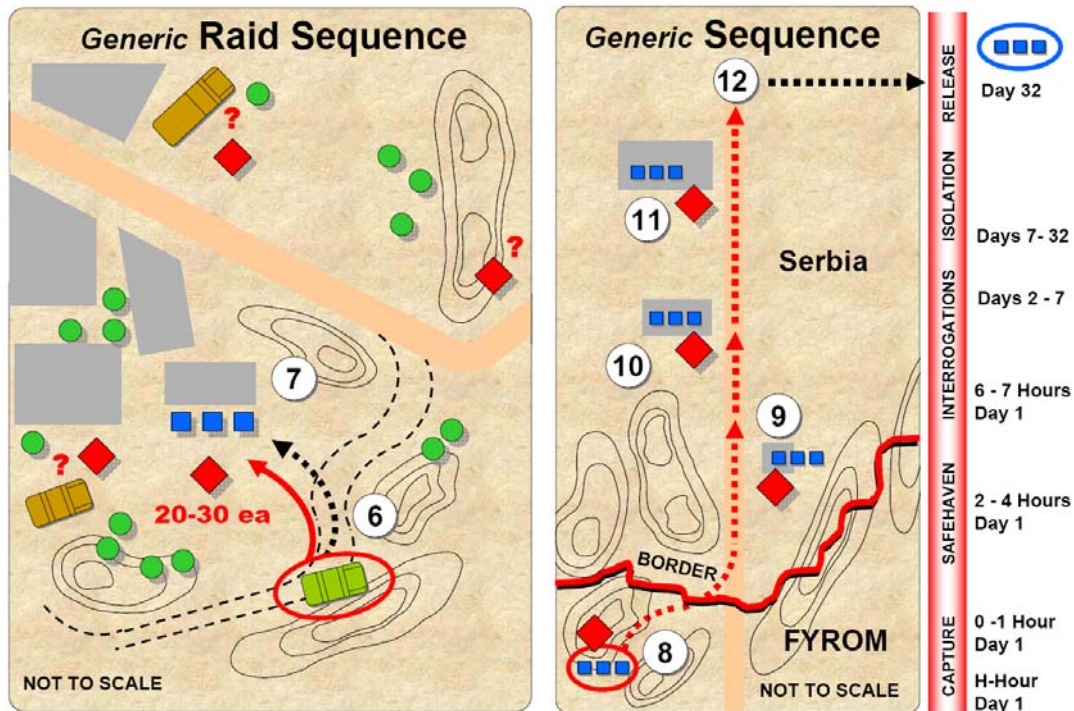 Generic Raid Sequence
?
?
7
?
20-30 ea
6
NOT TO SCALE
Generic Sequence
12
11
Serbia
10
9
BORDER
8
FYROM
NOT TO SCALE
RELEASE
ISOLATION
INTERROGATIONS
SAFEHAVEN
CAPTURE
Day 32
Days 7- 32
Days 2 - 7
6 - 7 Hours
Day 1
2 - 4 Hours
Day 1
0 -1 Hour
Day 1
H-Hour
Day 1